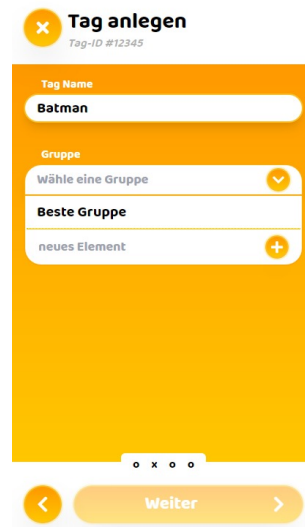 Tag anlegen
Tag-ID #12345
Tag Name
Batman
Gruppe
Wähle eine Gruppe
Beste Gruppe
neues Element
o x o o
Weiter